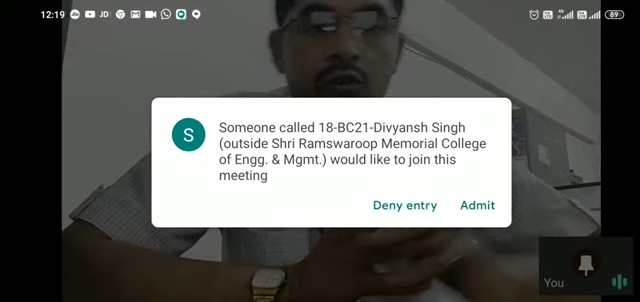 12:19
JD
4G
89
S
Someone called 18-BC21-Divyansh Singh
(outside Shri Ramswaroop Memorial College
of Engg. & Mgmt.) would like to join this
meeting
Deny entry
Admit
You